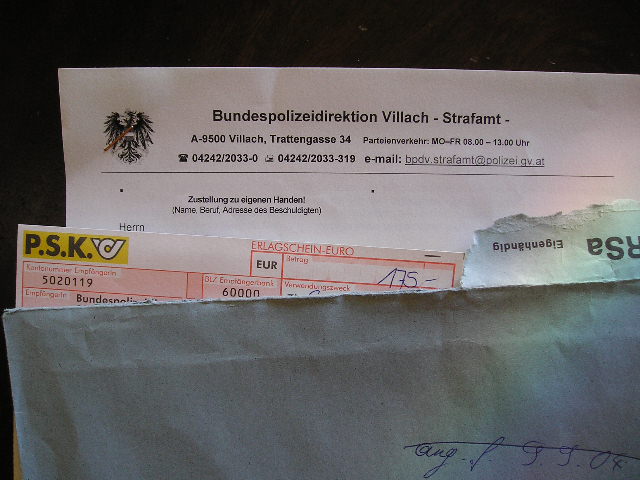 Bundespolizeidirektion Villach - Strafamt -
A-9500 Villach, Trattengasse 34 Parteienverkehr: MO–FR 08.00 – 13.00 Uhr
☎ 04242/2033-0 04242/2033-319 e-mail: bpdv.strafamt@polizei.gv.at
Zustellung zu eigenen Handen!
(Name, Beruf, Adresse des Beschuldigten)
Herrn
RSa
Eigenhändig
P.S.K.
ERLAGSCHEIN-EURO
EUR
Betrag
175.-
Kontonummer EmpfängerIn
5020119
BLZ Empfängerbank
60000
Verwendungszweck
EmpfängerIn